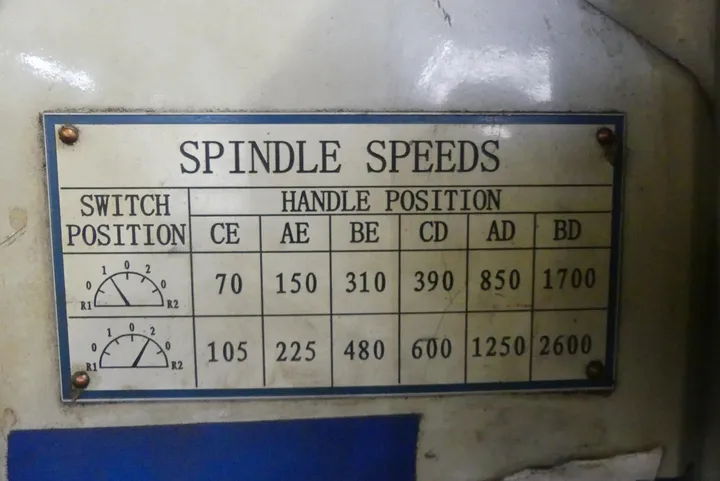 SPINDLE SPEEDS
SWITCH POSITION
HANDLE POSITION
CE AE BE CD AD BD
0 1 0 2 0 R1 R2 70 150 310 390 850 1700
0 1 0 2 0 R1 R2 105 225 480 600 1250 2600